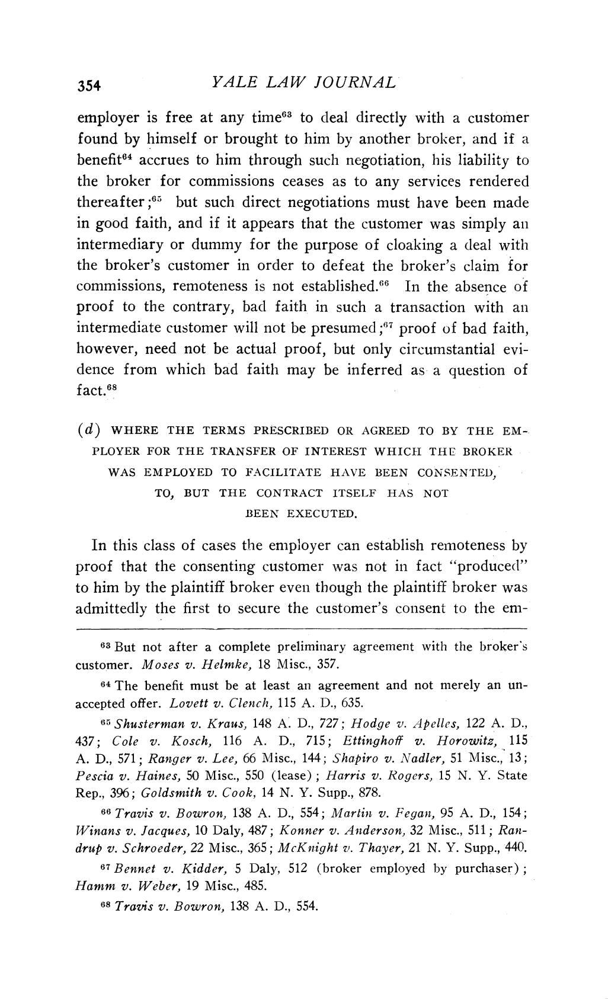 354 YALE LAW JOURNAL
employer is free at any time⁶³ to deal directly with a customer
found by himself or brought to him by another broker, and if a
benefit⁶⁴ accrues to him through such negotiation, his liability to
the broker for commissions ceases as to any services rendered
thereafter;⁶⁵ but such direct negotiations must have been made
in good faith, and if it appears that the customer was simply an
intermediary or dummy for the purpose of cloaking a deal with
the broker's customer in order to defeat the broker's claim for
commissions, remoteness is not established.⁶⁶ In the absence of
proof to the contrary, bad faith in such a transaction with an
intermediate customer will not be presumed;⁶⁷ proof of bad faith,
however, need not be actual proof, but only circumstantial evi-
dence from which bad faith may be inferred as a question of
fact.⁶⁸
(d) WHERE THE TERMS PRESCRIBED OR AGREED TO BY THE EM-
PLOYER FOR THE TRANSFER OF INTEREST WHICH THE BROKER
WAS EMPLOYED TO FACILITATE HAVE BEEN CONSENTED,
TO, BUT THE CONTRACT ITSELF HAS NOT
BEEN EXECUTED.
In this class of cases the employer can establish remoteness by
proof that the consenting customer was not in fact “produced”
to him by the plaintiff broker even though the plaintiff broker was
admittedly the first to secure the customer's consent to the em-
⁶³ But not after a complete preliminary agreement with the broker's
customer. Moses v. Helmke, 18 Misc., 357.
⁶⁴ The benefit must be at least an agreement and not merely an un-
accepted offer. Lovett v. Clench, 115 A. D., 635.
⁶⁵ Shusterman v. Kraus, 148 A. D., 727; Hodge v. Apelles, 122 A. D.,
437; Cole v. Kosch, 116 A. D., 715; Ettinghoff v. Horowitz, 115
A. D., 571; Ranger v. Lee, 66 Misc., 144; Shapiro v. Nadler, 51 Misc., 13;
Pescia v. Haines, 50 Misc., 550 (lease); Harris v. Rogers, 15 N. Y. State
Rep., 396; Goldsmith v. Cook, 14 N. Y. Supp., 878.
⁶⁶ Travis v. Bowron, 138 A. D., 554; Martin v. Fegan, 95 A. D., 154;
Winans v. Jacques, 10 Daly, 487; Konner v. Anderson, 32 Misc., 511; Ran-
drup v. Schroeder, 22 Misc., 365; McKnight v. Thayer, 21 N. Y. Supp., 440.
⁶⁷ Bennet v. Kidder, 5 Daly, 512 (broker employed by purchaser);
Hamm v. Weber, 19 Misc., 485.
⁶⁸ Travis v. Bowron, 138 A. D., 554.